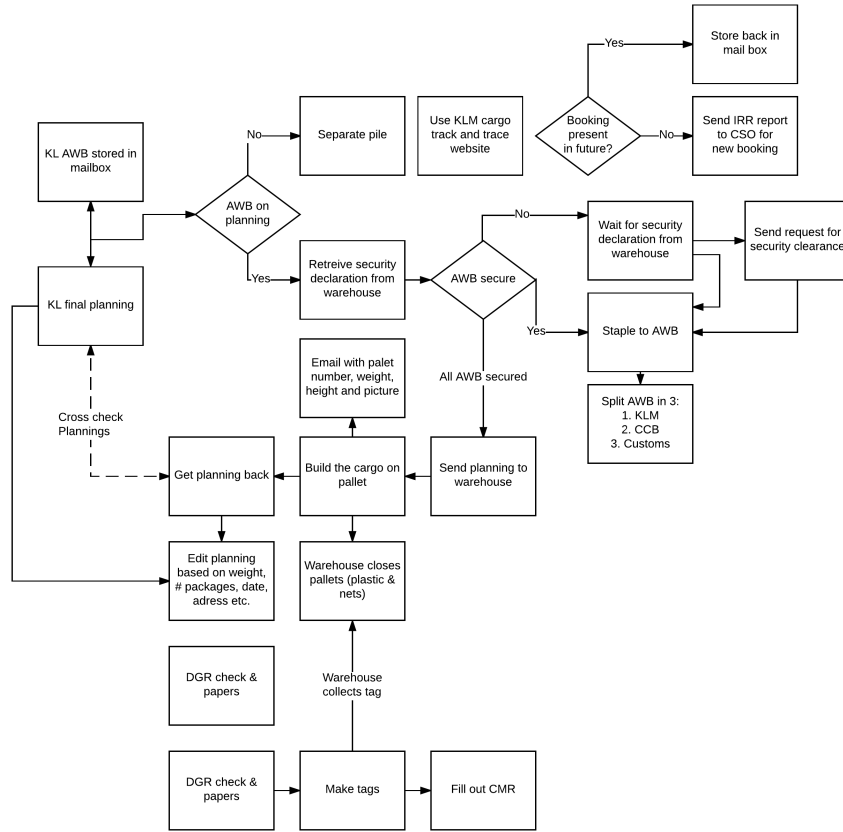 Yes
Store back in
mail box
No
Separate pile
Use KLM cargo
track and trace
website
Booking
present
in future?
No
Send IRR report
to CSO for
new booking
KL AWB stored in
mailbox
AWB on
planning
No
Wait for security
declaration from
warehouse
Send request for
security clearance
Yes
Retreive security
declaration from
warehouse
AWB secure
KL final planning
Yes
Staple to AWB
Email with palet
number, weight,
height and picture
All AWB secured
Split AWB in 3:
1. KLM
2. CCB
3. Customs
Cross check
Plannings
Get planning back
Build the cargo on
pallet
Send planning to
warehouse
Edit planning
based on weight,
# packages, date,
adress etc.
Warehouse closes
pallets (plastic &
nets)
DGR check &
papers
Warehouse
collects tag
DGR check &
papers
Make tags
Fill out CMR